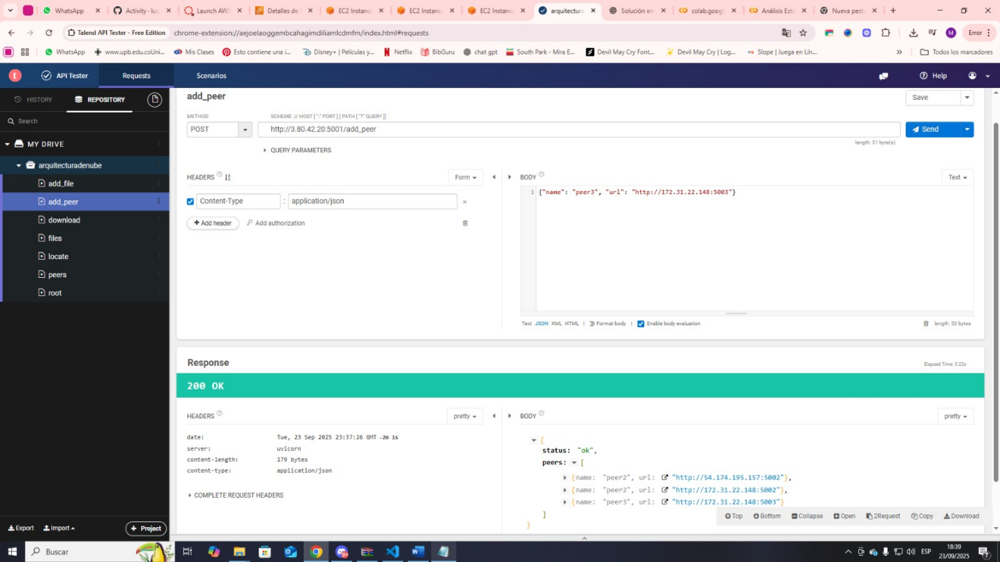 WhatsApp
Activity - lu
Launch AWS
Detalles de
EC2 Instanc
EC2 Instanc
EC2 Instanc
arquitectura
Solución err
colab.googl
Análisis Esta
Nueva pest
Talend API Tester - Free Edition
chrome-extension://aejoelaoggembcahagimdiliamlcdmfm/index.html#requests
M
Error
WhatsApp
www.upb.edu.coUni...
Mis Clases
Esto contiene una i...
Disney+ | Películas y...
Netflix
BibGuru
chat gpt
South Park - Mira E...
Devil May Cry Font...
Devil May Cry | Log...
Slope | Juega en Lín...
Todos los marcadores
t
API Tester
Requests
Scenarios
Help
HISTORY
REPOSITORY
Search
MY DRIVE
arquitecturadenube
add_file
add_peer
download
files
locate
peers
root
Export
Import
+ Project
add_peer
Save
METHOD
SCHEME :// HOST [ ":" PORT ] [ PATH [ "?" QUERY ]]
POST
http://3.80.42.20:5001/add_peer
Send
length: 31 byte(s)
QUERY PARAMETERS
HEADERS
Form
BODY
Text
Content-Type : application/json
1 {"name": "peer3", "url": "http://172.31.22.148:5003"}
+ Add header
Add authorization
Text JSON XML HTML | Format body | Enable body evaluation
length: 53 bytes
Response
Elapsed Time: 5.22s
200 OK
HEADERS
pretty
BODY
pretty
date: Tue, 23 Sep 2025 23:37:26 GMT -2m 1s
server: uvicorn
content-length: 179 bytes
content-type: application/json
COMPLETE REQUEST HEADERS
{
status: "ok",
peers: [
{name: "peer2", url: "http://54.174.195.157:5002"},
{name: "peer2", url: "http://172.31.22.148:5002"},
{name: "peer3", url: "http://172.31.22.148:5003"}
]
}
Top
Bottom
Collapse
Open
2Request
Copy
Download
Buscar
ESP
18:39
23/09/2025